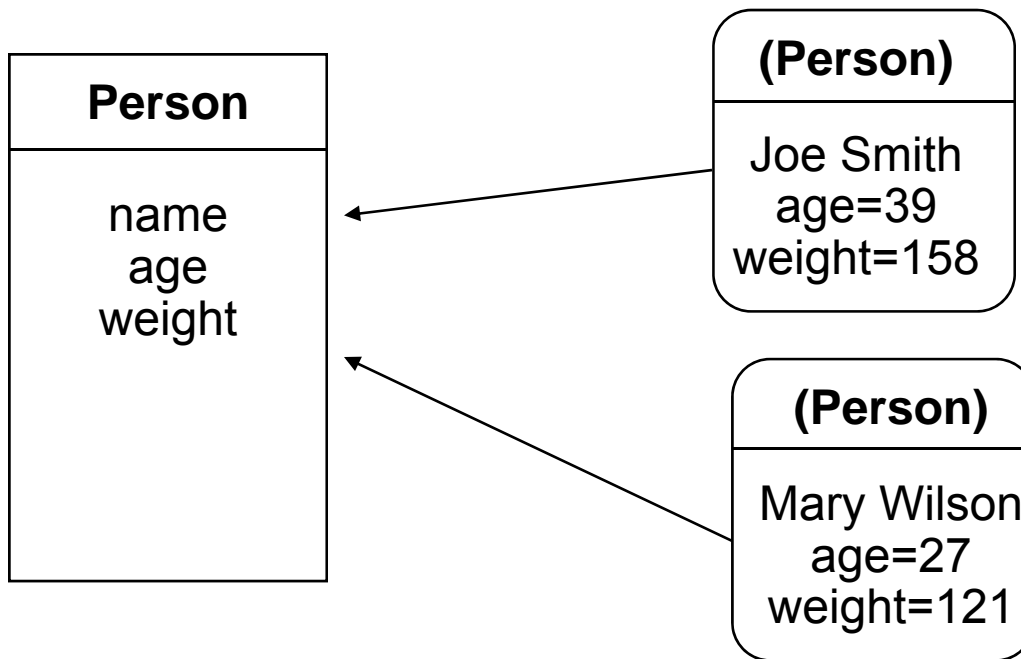 Person
name
age
weight
(Person)
Joe Smith
age=39
weight=158
(Person)
Mary Wilson
age=27
weight=121